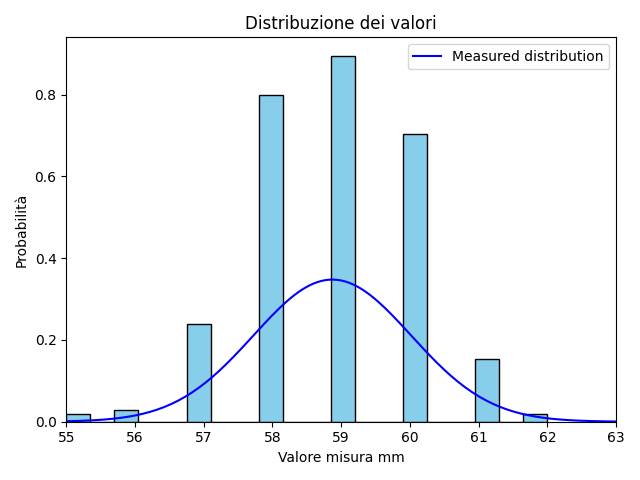 Distribuzione dei valori
Measured distribution
Probabilità
0.8
0.6
0.4
0.2
0.0
55 56 57 58 59 60 61 62 63
Valore misura mm